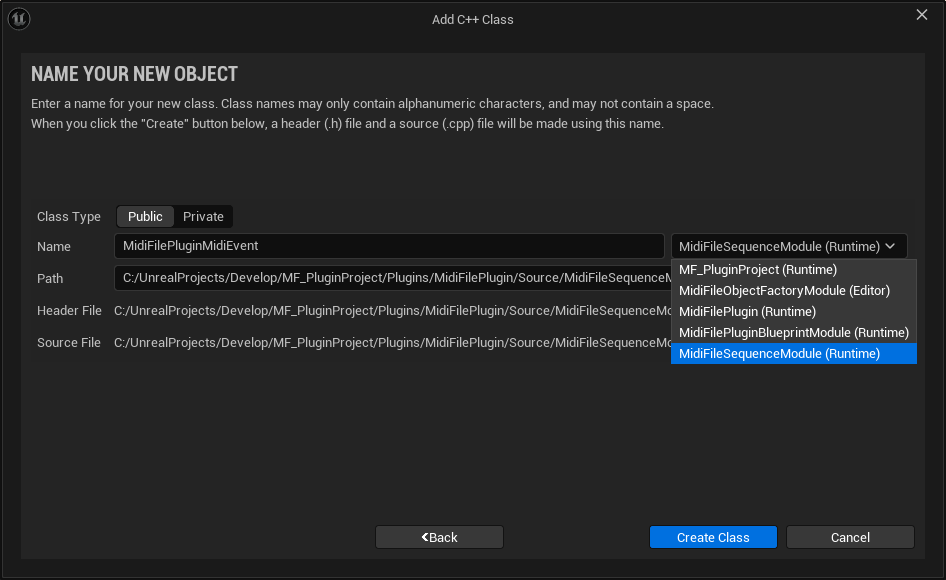 Add C++ Class
NAME YOUR NEW OBJECT
Enter a name for your new class. Class names may only contain alphanumeric characters, and may not contain a space.
When you click the "Create" button below, a header (.h) file and a source (.cpp) file will be made using this name.
Class Type Public Private
Name MidiFilePluginMidiEvent MidiFileSequenceModule (Runtime)
Path C:/UnrealProjects/Develop/MF_PluginProject/Plugins/MidiFilePlugin/Source/MidiFileSequenceM
MF_PluginProject (Runtime)
MidiFileObjectFactoryModule (Editor)
Header File C:/UnrealProjects/Develop/MF_PluginProject/Plugins/MidiFilePlugin/Source/MidiFileSequenceMo
MidiFilePlugin (Runtime)
MidiFilePluginBlueprintModule (Runtime)
Source File C:/UnrealProjects/Develop/MF_PluginProject/Plugins/MidiFilePlugin/Source/MidiFileSequenceMo
MidiFileSequenceModule (Runtime)
<Back Create Class Cancel